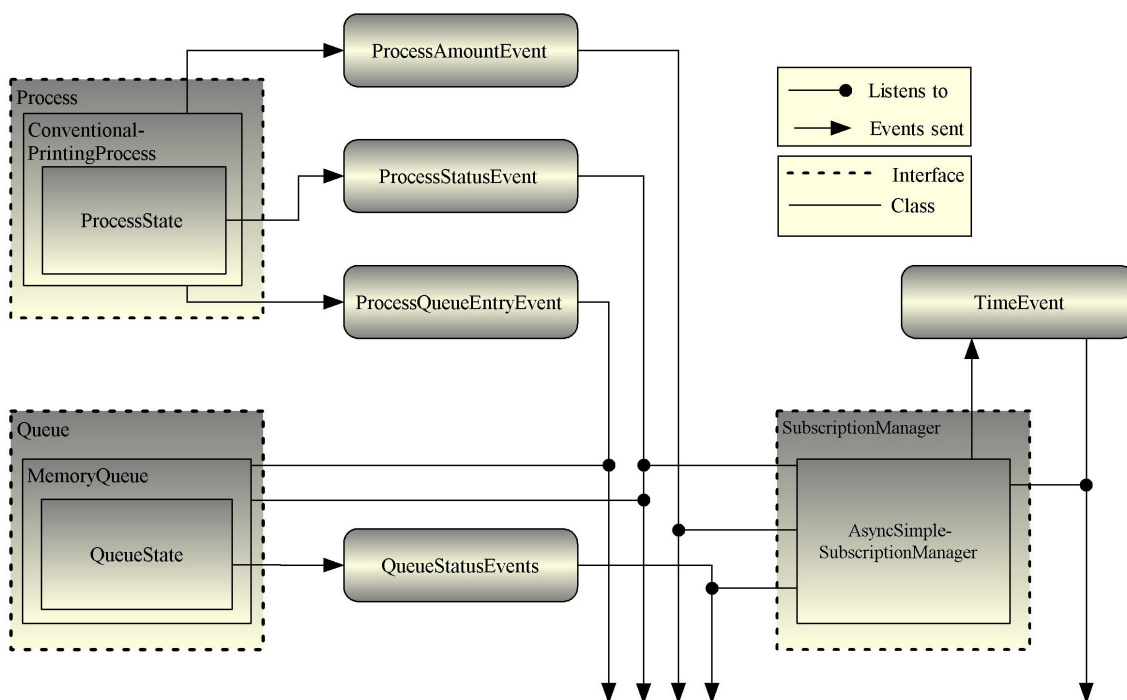 ProcessAmountEvent
Process
Conventional-
PrintingProcess
ProcessState
ProcessStatusEvent
ProcessQueueEntryEvent
Listens to
Events sent
Interface
Class
TimeEvent
Queue
MemoryQueue
QueueState
QueueStatusEvents
SubscriptionManager
AsyncSimple-
SubscriptionManager